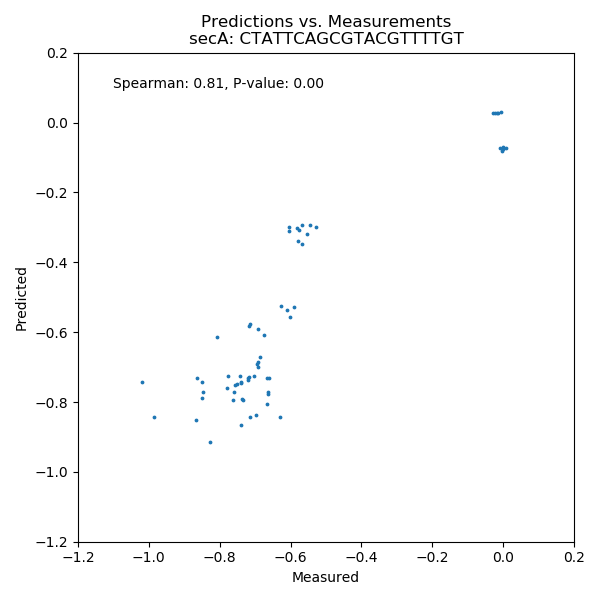 Predictions vs. Measurements
secA: CTATTCAGCGTACGTTTTGT
Spearman: 0.81, P-value: 0.00
0.2
0.0
−0.2
−0.4
−0.6
−0.8
−1.0
−1.2
Predicted
−1.2 −1.0 −0.8 −0.6 −0.4 −0.2 0.0 0.2
Measured